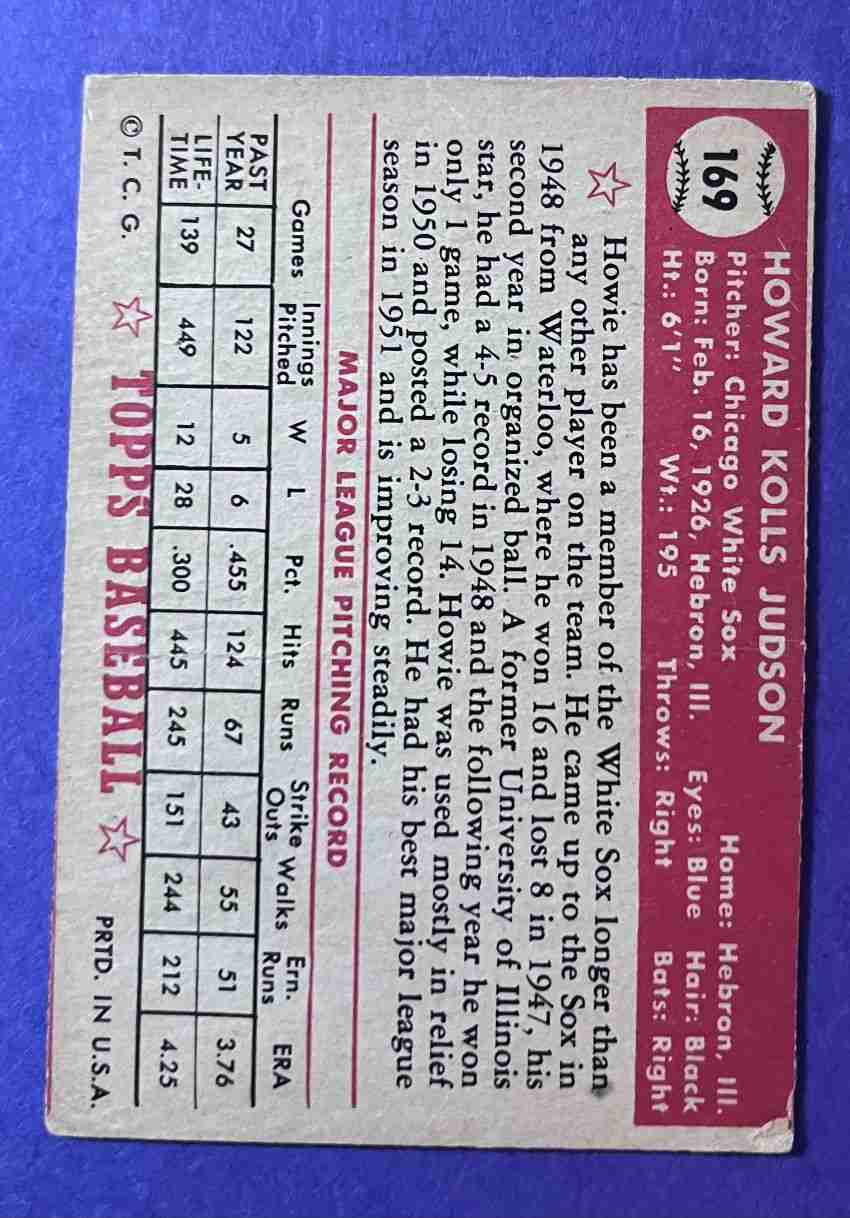 169
HOWARD KOLLS JUDSON
Pitcher: Chicago White Sox Home: Hebron, Ill.
Born: Feb. 16, 1926, Hebron, Ill. Eyes: Blue Hair: Black
Ht.: 6'1" Wt.: 195 Throws: Right Bats: Right
Howie has been a member of the White Sox longer than
any other player on the team. He came up to the Sox in
1948 from Waterloo, where he won 16 and lost 8 in 1947, his
second year in organized ball. A former University of Illinois
star, he had a 4-5 record in 1948 and the following year he won
only 1 game, while losing 14. Howie was used mostly in relief
in 1950 and posted a 2-3 record. He had his best major league
season in 1951 and is improving steadily.
MAJOR LEAGUE PITCHING RECORD
Games Innings Pitched W L Pct. Hits Runs Strike Outs Walks Ern. Runs ERA
PAST YEAR 27 122 5 6 .455 124 67 43 55 51 3.76
LIFE-TIME 139 449 12 28 .300 445 245 151 244 212 4.25
© T. C. G. TOPPS BASEBALL PRTD. IN U.S.A.